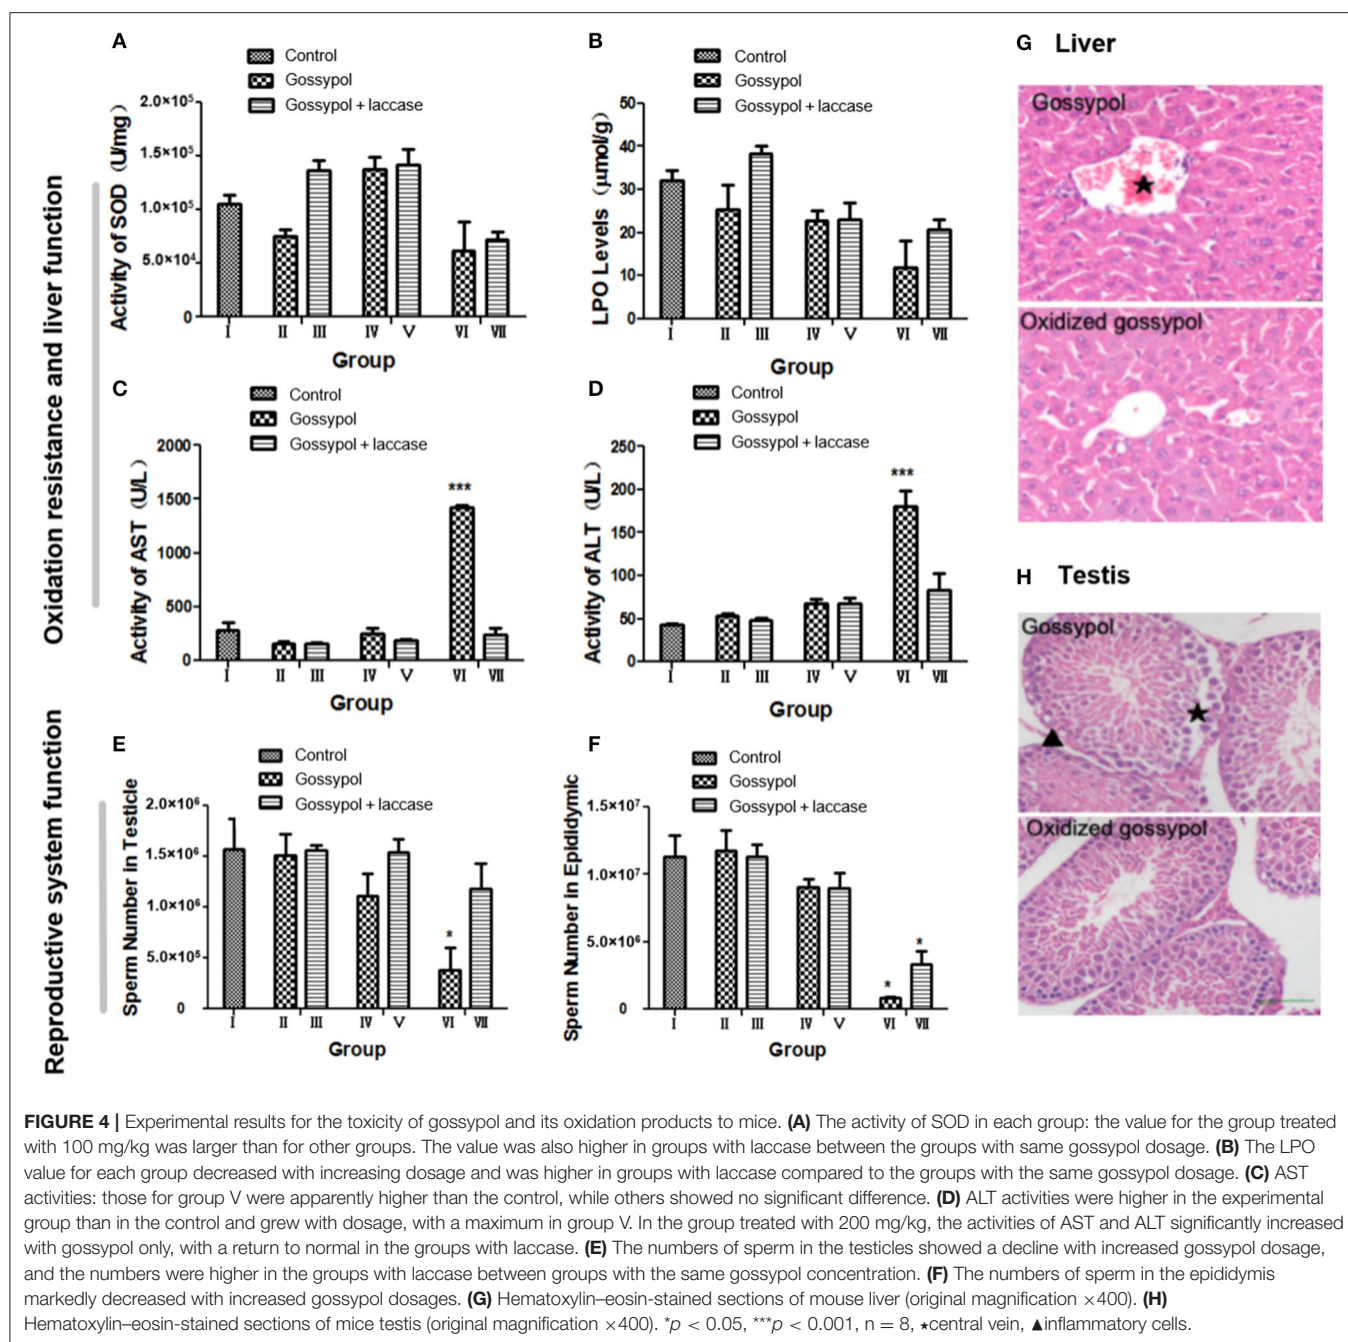 Oxidation resistance and liver function
Reproductive system function
A
Control
Gossypol
Gossypol + laccase
Activity of SOD (U/mg)
2.0×10⁵
1.5×10⁵
1.0×10⁵
5.0×10⁴
0
I II III IV V VI VII
Group
B
Control
Gossypol
Gossypol + laccase
LPO Levels (μmol/g)
50
40
30
20
10
0
I II III IV V VI VII
Group
C
Control
Gossypol
Gossypol + laccase
Activity of AST (U/L)
2000
1500
1000
500
0
***
I II III IV V VI VII
Group
D
Control
Gossypol
Gossypol + laccase
Activity of ALT (U/L)
250
200
150
100
50
0
***
I II III IV V VI VII
Group
E
Control
Gossypol
Gossypol + laccase
Sperm Number in Testicle
2.0×10⁶
1.5×10⁶
1.0×10⁶
5.0×10⁵
0
*
I II III IV V VI VII
Group
F
Control
Gossypol
Gossypol + laccase
Sperm Number in Epididymic
1.5×10⁷
1.0×10⁷
5.0×10⁶
0
*
*
I II III IV V VI VII
Group
G Liver
Gossypol
★
Oxidized gossypol
H Testis
Gossypol
★
▲
Oxidized gossypol
FIGURE 4 | Experimental results for the toxicity of gossypol and its oxidation products to mice. (A) The activity of SOD in each group: the value for the group treated
with 100 mg/kg was larger than for other groups. The value was also higher in groups with laccase between the groups with same gossypol dosage. (B) The LPO
value for each group decreased with increasing dosage and was higher in groups with laccase compared to the groups with the same gossypol dosage. (C) AST
activities: those for group V were apparently higher than the control, while others showed no significant difference. (D) ALT activities were higher in the experimental
group than in the control and grew with dosage, with a maximum in group V. In the group treated with 200 mg/kg, the activities of AST and ALT significantly increased
with gossypol only, with a return to normal in the groups with laccase. (E) The numbers of sperm in the testicles showed a decline with increased gossypol dosage,
and the numbers were higher in the groups with laccase between groups with the same gossypol concentration. (F) The numbers of sperm in the epididymis
markedly decreased with increased gossypol dosages. (G) Hematoxylin–eosin-stained sections of mouse liver (original magnification ×400). (H)
Hematoxylin–eosin-stained sections of mice testis (original magnification ×400). *p < 0.05, ***p < 0.001, n = 8, ★central vein, ▲inflammatory cells.